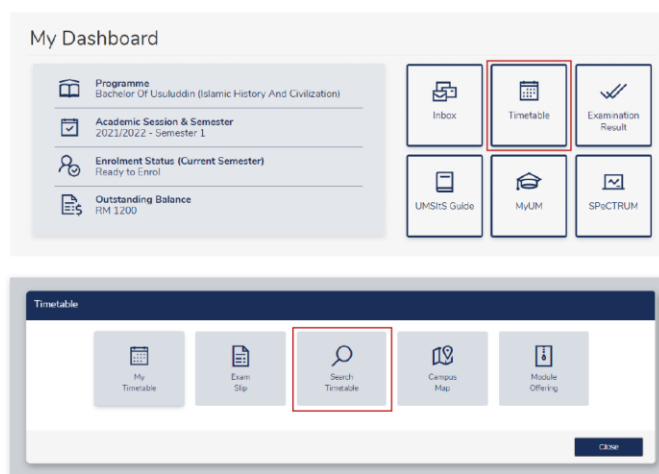 My Dashboard
Programme
Bachelor Of Usuluddin (Islamic History And Civilization)
Academic Session & Semester
2021/2022 - Semester 1
Enrolment Status (Current Semester)
Ready to Enrol
Outstanding Balance
RM 1200
Inbox
Timetable
Examination
Result
UMSItS Guide
MyUM
SPeCTRUM
Timetable
My
Timetable
Exam
Slip
Search
Timetable
Campus
Map
Module
Offering
Close